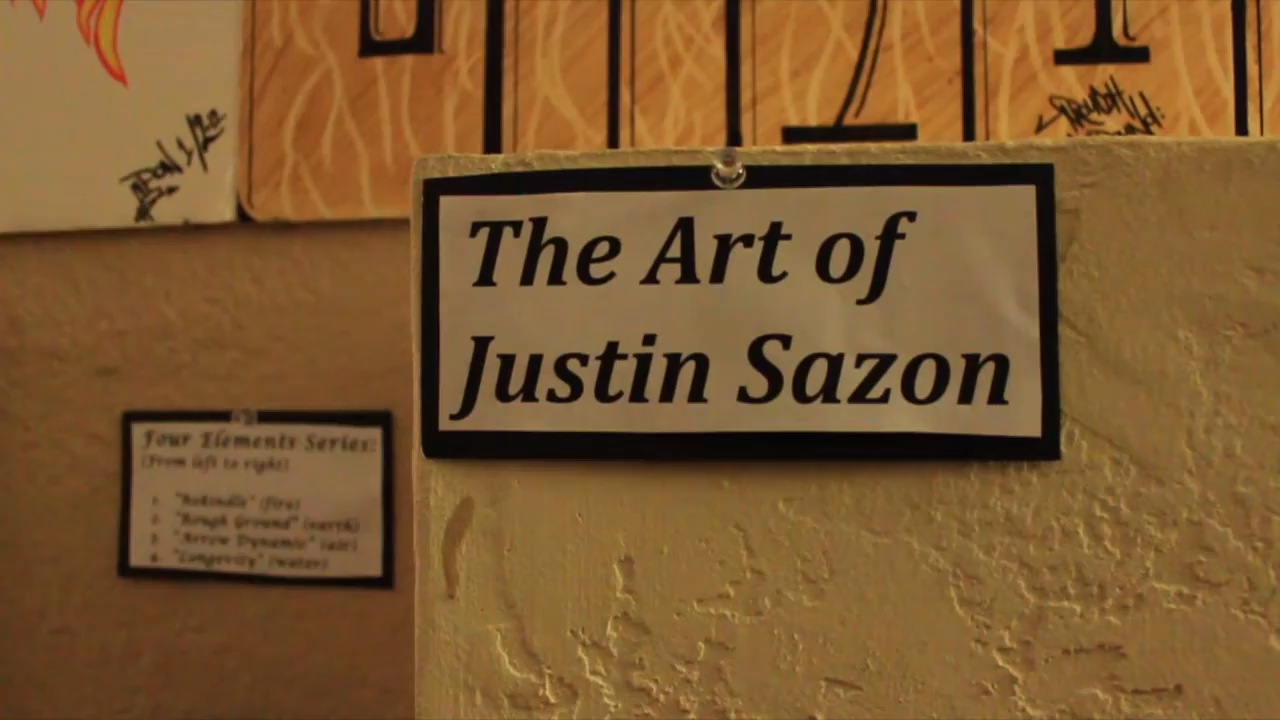 The Art of
Justin Sazon
Four Elements Series:
(From left to right)
1. "Rekindle" (fire)
2. "Rough Ground" (earth)
3. "Arrow Dynamic" (air)
4. "Longevity" (water)